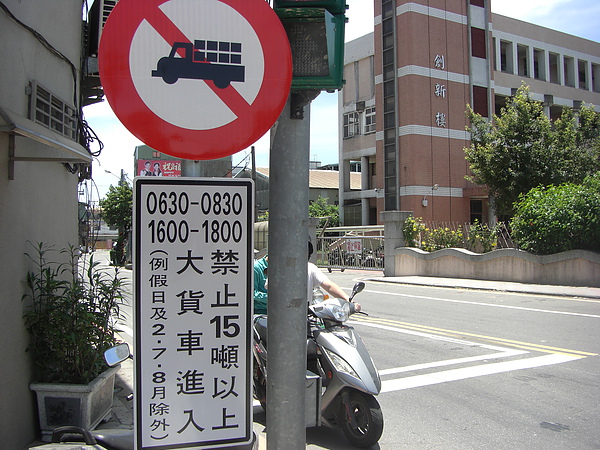 0630-0830
1600-1800
禁止15噸以上
大貨車進入
(例假日及2.7.8月除外)
創新樓